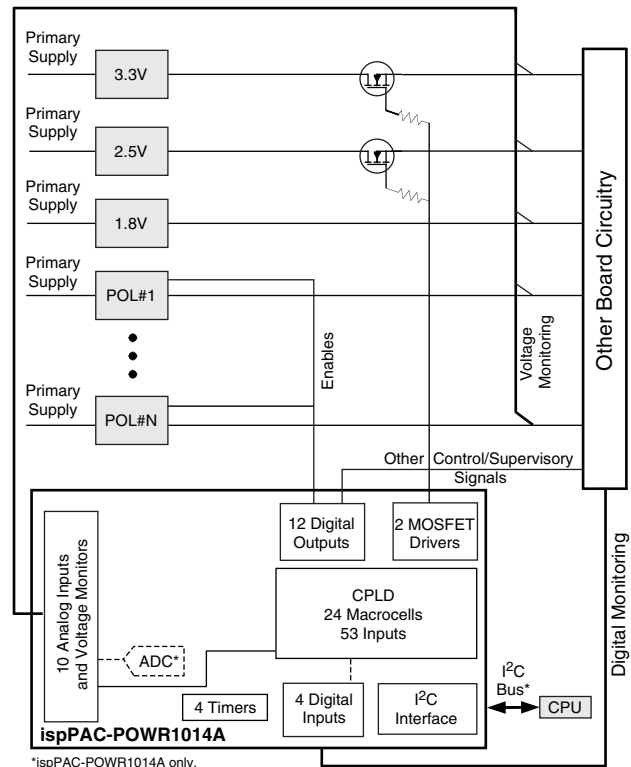 Primary
Supply
3.3V
Primary
Supply
2.5V
Primary
Supply
1.8V
Primary
Supply
POL#1
Primary
Supply
POL#N
Enables
Voltage
Monitoring
Other Board Circuitry
Other Control/Supervisory
Signals
12 Digital
Outputs
2 MOSFET
Drivers
10 Analog Inputs
and Voltage Monitors
CPLD
24 Macrocells
53 Inputs
ADC*
4 Timers
4 Digital
Inputs
I2C
Interface
I2C
Bus*
CPU
Digital Monitoring
ispPAC-POWR1014A
*ispPAC-POWR1014A only.